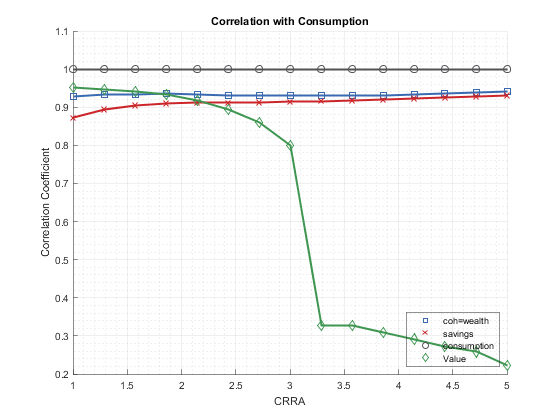 Correlation with Consumption
1.1
1
0.9
0.8
0.7
0.6
0.5
0.4
0.3
0.2
Correlation Coefficient
coh=wealth
savings
consumption
Value
1
1.5
2
2.5
3
3.5
4
4.5
5
CRRA